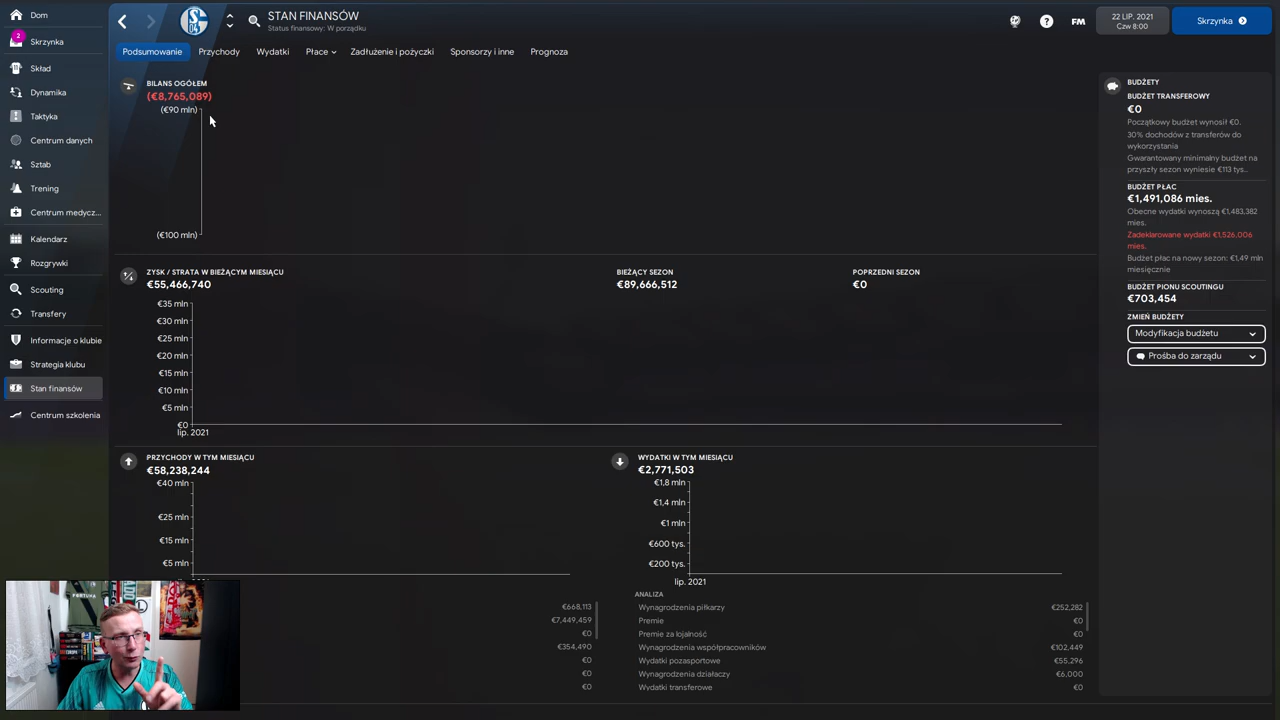 Dom
2
Skrzynka
Skład
Dynamika
Taktyka
Centrum danych
Sztab
Trening
Centrum medycz...
Kalendarz
Rozgrywki
Scouting
Transfery
Informacje o klubie
Strategia klubu
Stan finansów
Centrum szkolenia
STAN FINANSÓW
Status finansowy: W porządku
FM
22 LIP. 2021
Czw 8:00
Skrzynka
Podsumowanie
Przychody
Wydatki
Płace
Zadłużenie i pożyczki
Sponsorzy i inne
Prognoza
BILANS OGÓŁEM
(€8,765,089)
(€90 mln)
(€100 mln)
ZYSK / STRATA W BIEŻĄCYM MIESIĄCU
€55,466,740
BIEŻĄCY SEZON
€89,666,512
POPRZEDNI SEZON
€0
€35 mln
€30 mln
€25 mln
€20 mln
€15 mln
€10 mln
€5 mln
€0
lip. 2021
PRZYCHODY W TYM MIESIĄCU
€58,238,244
€40 mln
€25 mln
€15 mln
€5 mln
€668,113
€7,449,459
€0
€354,490
€0
€0
€0
WYDATKI W TYM MIESIĄCU
€2,771,503
€1,8 mln
€1,4 mln
€1 mln
€600 tys.
€200 tys.
lip. 2021
ANALIZA
Wynagrodzenia piłkarzy €252,282
Premie €0
Premie za lojalność €0
Wynagrodzenia współpracowników €102,449
Wydatki pozasportowe €55,296
Wynagrodzenia działaczy €6,000
Wydatki transferowe €0
BUDŻETY
BUDŻET TRANSFEROWY
€0
Początkowy budżet wynosił €0.
30% dochodów z transferów do
wykorzystania
Gwarantowany minimalny budżet na
przyszły sezon wyniesie €113 tys..
BUDŻET PŁAC
€1,491,086 mies.
Obecne wydatki wynoszą €1,483,382
mies.
Zadeklarowane wydatki €1,526,006
mies.
Budżet płac na nowy sezon: €1,49 mln
miesięcznie
BUDŻET PIONU SCOUTINGU
€703,454
ZMIEŃ BUDŻETY
Modyfikacja budżetu
Prośba do zarządu
FORTUNA